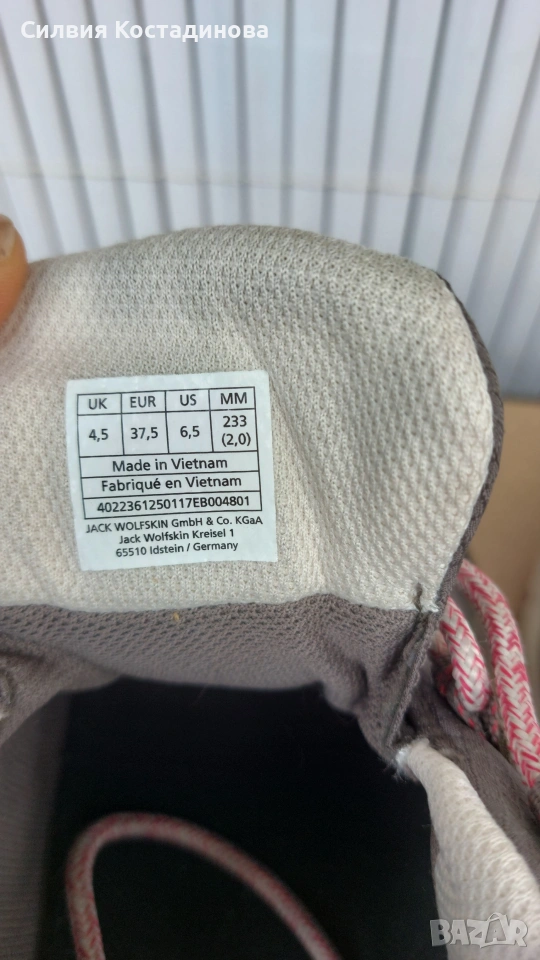 Силвия Костадинова
UK EUR US MM
4,5 37,5 6,5 233 (2,0)
Made in Vietnam
Fabriqué en Vietnam
4022361250117EB004801
JACK WOLFSKIN GmbH & Co. KGaA
Jack Wolfskin Kreisel 1
65510 Idstein / Germany
BAZAR